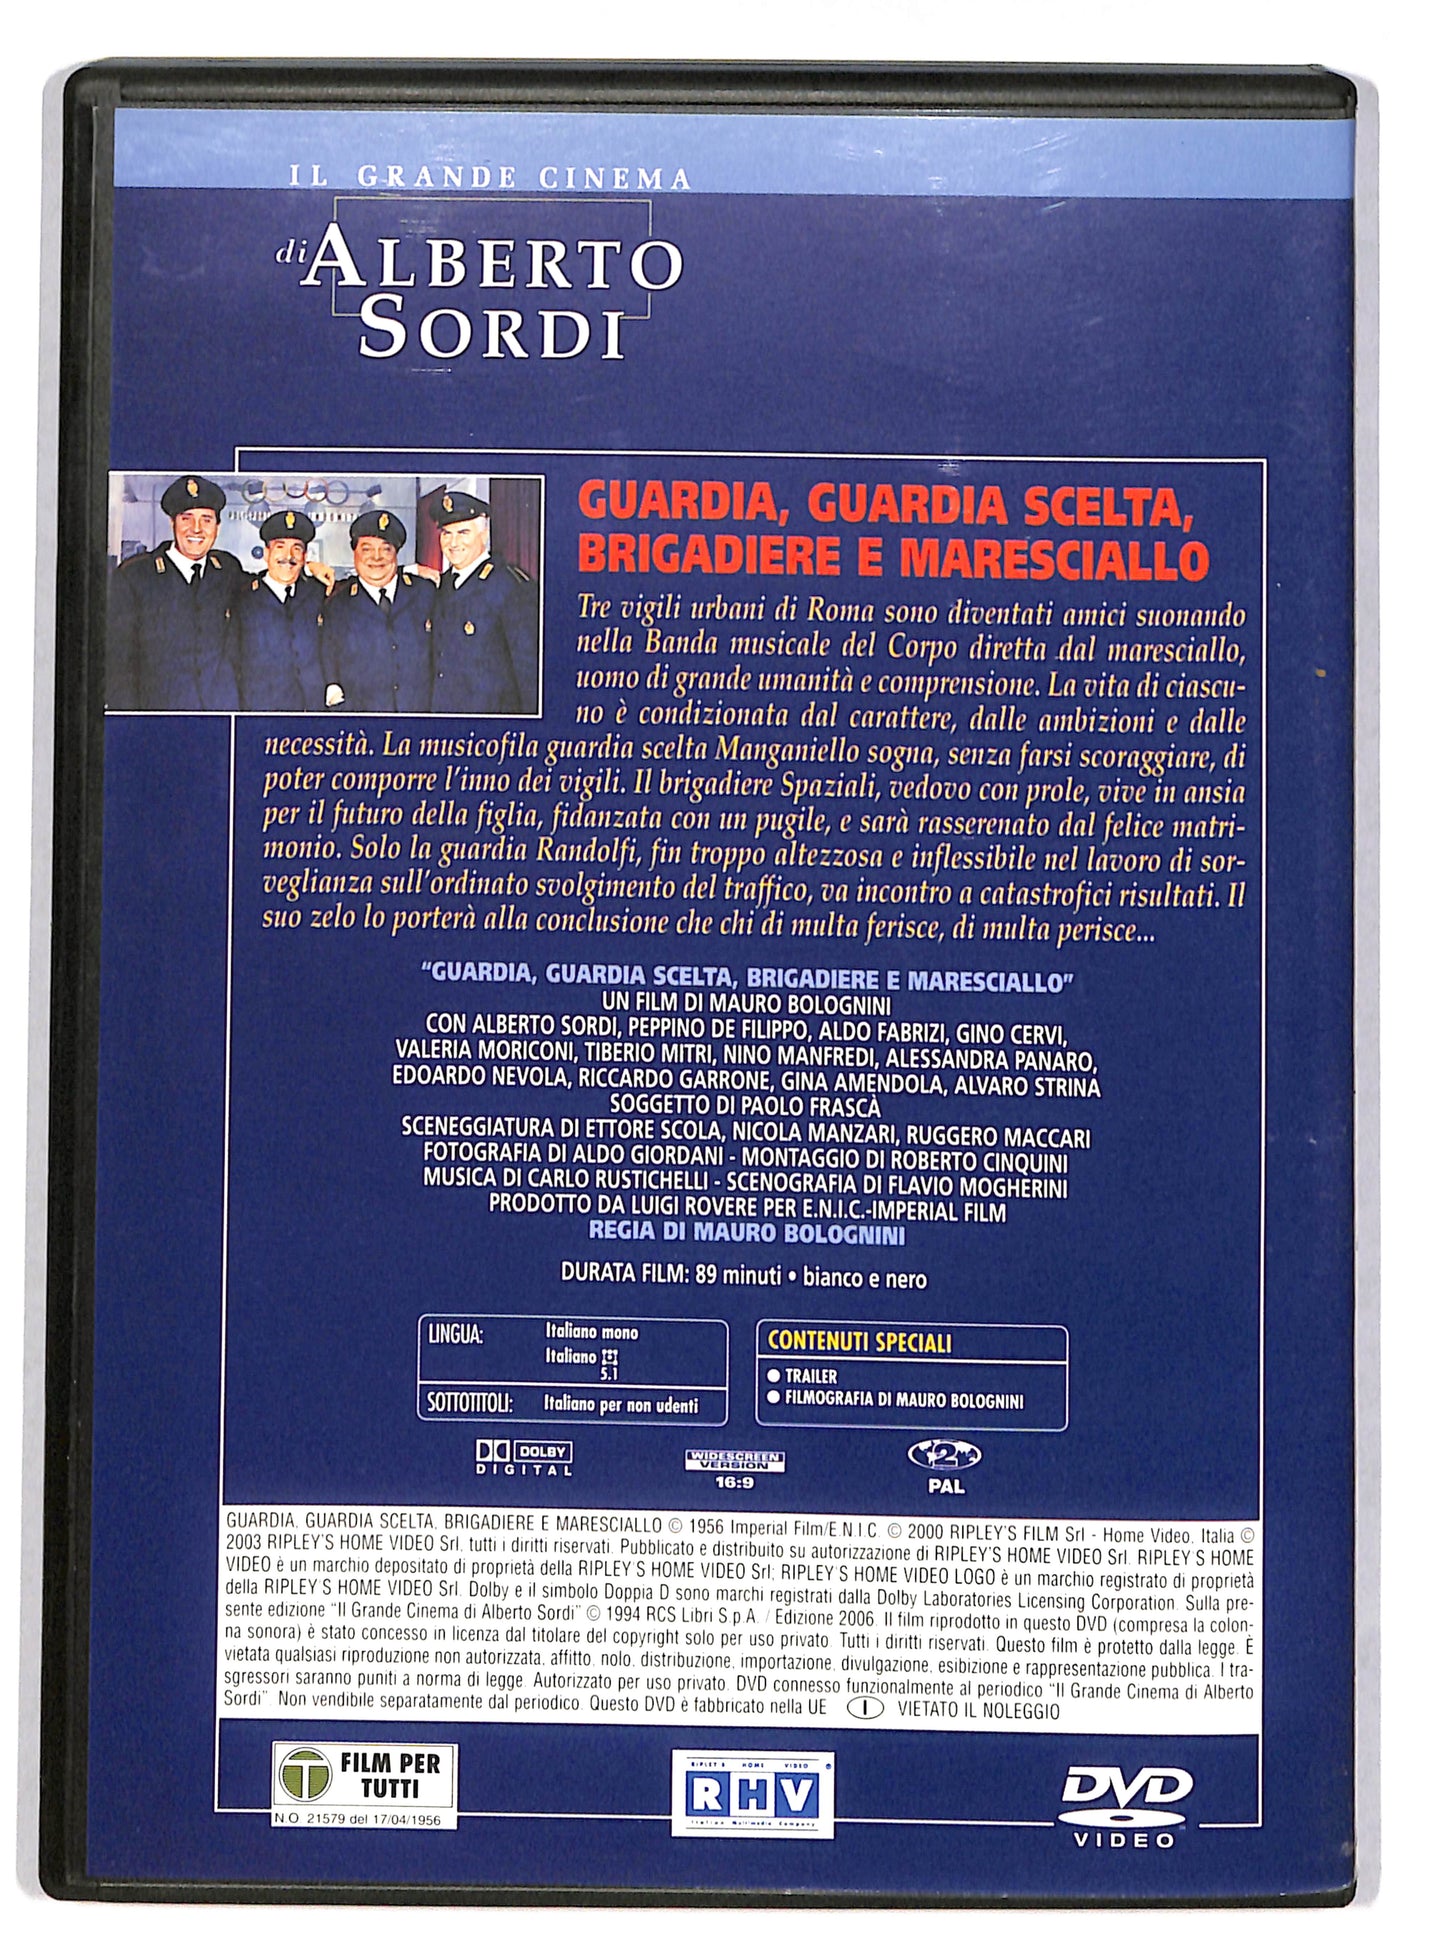 IL GRANDE CINEMA
di ALBERTO
SORDI
GUARDIA, GUARDIA SCELTA,
BRIGADIERE E MARESCIALLO
Tre vigili urbani di Roma sono diventati amici suonando
nella Banda musicale del Corpo diretta dal maresciallo,
uomo di grande umanità e comprensione. La vita di ciascu-
no è condizionata dal carattere, dalle ambizioni e dalle
necessità. La musicofila guardia scelta Manganiello sogna, senza farsi scoraggiare, di
poter comporre l'inno dei vigili. Il brigadiere Spaziali, vedovo con prole, vive in ansia
per il futuro della figlia, fidanzata con un pugile, e sarà rasserenato dal felice matri-
monio. Solo la guardia Randolfi, fin troppo altezzosa e inflessibile nel lavoro di sor-
veglianza sull'ordinato svolgimento del traffico, va incontro a catastrofici risultati. Il
suo zelo lo porterà alla conclusione che chi di multa ferisce, di multa perisce...
"GUARDIA, GUARDIA SCELTA, BRIGADIERE E MARESCIALLO"
UN FILM DI MAURO BOLOGNINI
CON ALBERTO SORDI, PEPPINO DE FILIPPO, ALDO FABRIZI, GINO CERVI,
VALERIA MORICONI, TIBERIO MITRI, NINO MANFREDI, ALESSANDRA PANARO,
EDOARDO NEVOLA, RICCARDO GARRONE, GINA AMENDOLA, ALVARO STRINA
SOGGETTO DI PAOLO FRASCÀ
SCENEGGIATURA DI ETTORE SCOLA, NICOLA MANZARI, RUGGERO MACCARI
FOTOGRAFIA DI ALDO GIORDANI - MONTAGGIO DI ROBERTO CINQUINI
MUSICA DI CARLO RUSTICHELLI - SCENOGRAFIA DI FLAVIO MOGHERINI
PRODOTTO DA LUIGI ROVERE PER E.N.I.C.-IMPERIAL FILM
REGIA DI MAURO BOLOGNINI
DURATA FILM: 89 minuti • bianco e nero
LINGUA: Italiano mono
Italiano
5.1
SOTTOTITOLI: Italiano per non udenti
CONTENUTI SPECIALI
● TRAILER
● FILMOGRAFIA DI MAURO BOLOGNINI
DOLBY
DIGITAL
WIDESCREEN
VERSION
16:9
2
PAL
GUARDIA, GUARDIA SCELTA, BRIGADIERE E MARESCIALLO © 1956 Imperial Film/E.N.I.C. © 2000 RIPLEY'S FILM Srl - Home Video, Italia ©
2003 RIPLEY'S HOME VIDEO Srl, tutti i diritti riservati. Pubblicato e distribuito su autorizzazione di RIPLEY'S HOME VIDEO Srl. RIPLEY'S HOME
VIDEO è un marchio depositato di proprietà della RIPLEY'S HOME VIDEO Srl; RIPLEY'S HOME VIDEO LOGO è un marchio registrato di proprietà
della RIPLEY'S HOME VIDEO Srl. Dolby e il simbolo Doppia D sono marchi registrati dalla Dolby Laboratories Licensing Corporation. Sulla pre-
sente edizione "Il Grande Cinema di Alberto Sordi" © 1994 RCS Libri S.p.A. / Edizione 2006. Il film riprodotto in questo DVD (compresa la colon-
na sonora) è stato concesso in licenza dal titolare del copyright solo per uso privato. Tutti i diritti riservati. Questo film è protetto dalla legge. È
vietata qualsiasi riproduzione non autorizzata, affitto, nolo, distribuzione, importazione, divulgazione, esibizione e rappresentazione pubblica. I tra-
sgressori saranno puniti a norma di legge. Autorizzato per uso privato. DVD connesso funzionalmente al periodico "Il Grande Cinema di Alberto
Sordi". Non vendibile separatamente dal periodico. Questo DVD è fabbricato nella UE I VIETATO IL NOLEGGIO
T FILM PER
TUTTI
N.O. 21579 del 17/04/1956
RIPLEY'S HOME VIDEO ®
RHV
Italian Multimedia Company
DVD
VIDEO